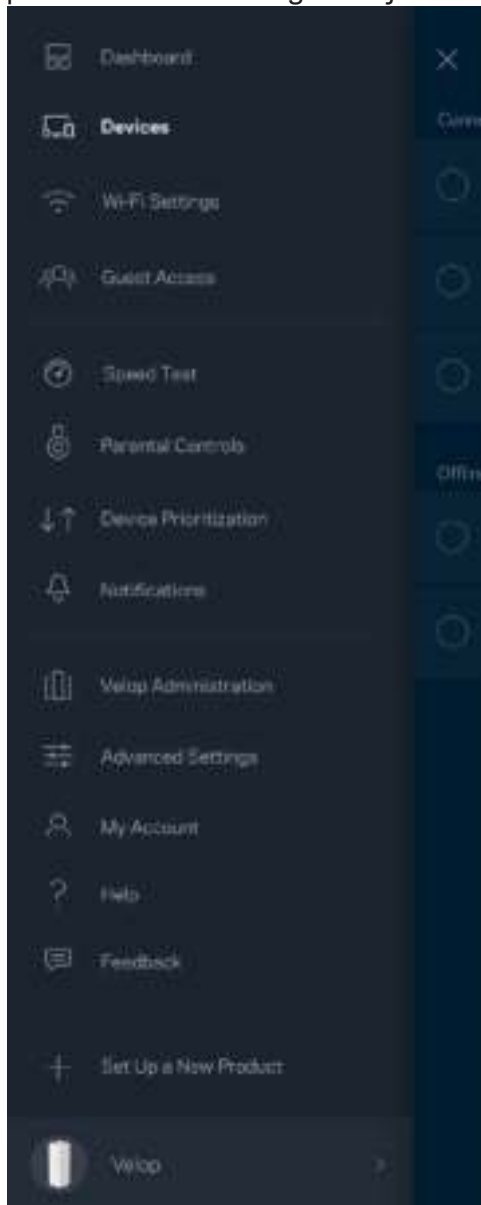 Dashboard
Devices
Wi-Fi Settings
Guest Access
Speed Test
Parental Controls
Device Prioritization
Notifications
Velop Administration
Advanced Settings
My Account
Help
Feedback
Set Up a New Product
Velop